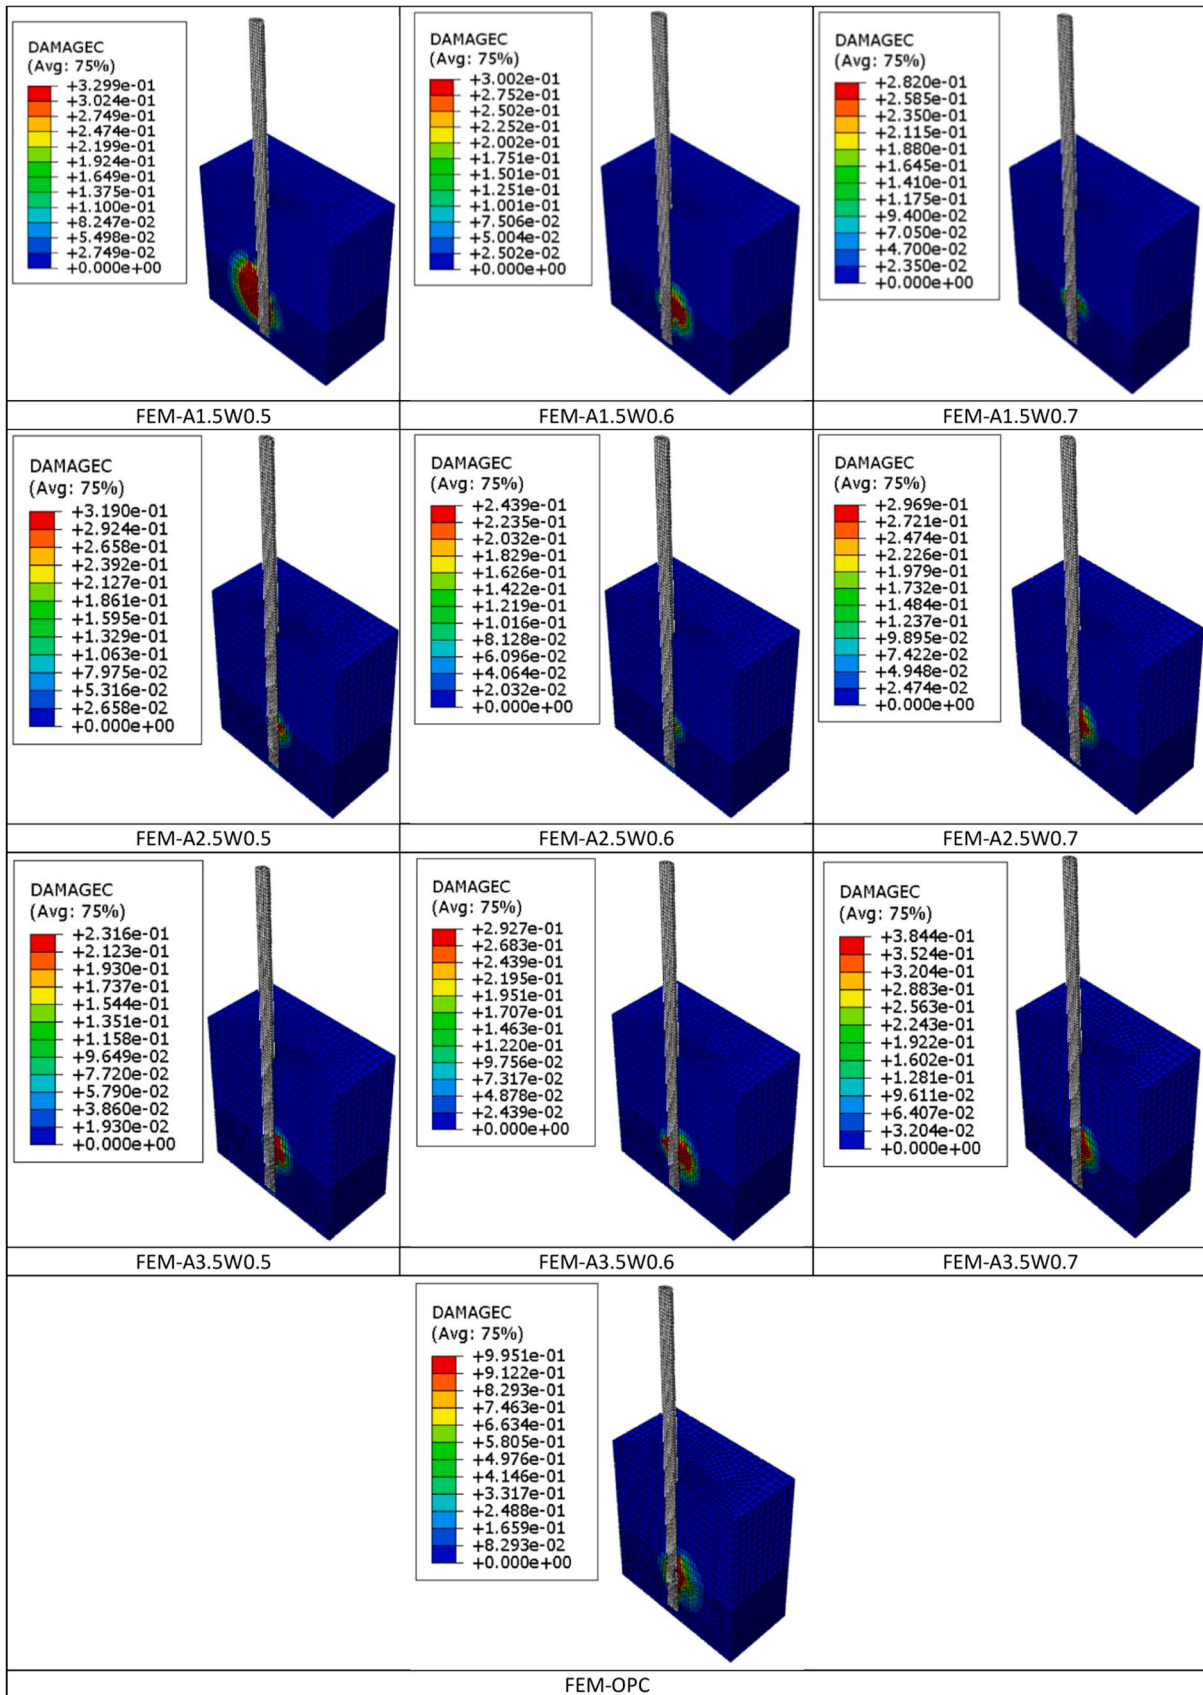 DAMAGEC
(Avg: 75%)
+3.299e-01
+3.024e-01
+2.749e-01
+2.474e-01
+2.199e-01
+1.924e-01
+1.649e-01
+1.375e-01
+1.100e-01
+8.247e-02
+5.498e-02
+2.749e-02
+0.000e+00
FEM-A1.5W0.5
DAMAGEC
(Avg: 75%)
+3.002e-01
+2.752e-01
+2.502e-01
+2.252e-01
+2.002e-01
+1.751e-01
+1.501e-01
+1.251e-01
+1.001e-01
+7.506e-02
+5.004e-02
+2.502e-02
+0.000e+00
FEM-A1.5W0.6
DAMAGEC
(Avg: 75%)
+2.820e-01
+2.585e-01
+2.350e-01
+2.115e-01
+1.880e-01
+1.645e-01
+1.410e-01
+1.175e-01
+9.400e-02
+7.050e-02
+4.700e-02
+2.350e-02
+0.000e+00
FEM-A1.5W0.7
DAMAGEC
(Avg: 75%)
+3.190e-01
+2.924e-01
+2.658e-01
+2.392e-01
+2.127e-01
+1.861e-01
+1.595e-01
+1.329e-01
+1.063e-01
+7.975e-02
+5.316e-02
+2.658e-02
+0.000e+00
FEM-A2.5W0.5
DAMAGEC
(Avg: 75%)
+2.439e-01
+2.235e-01
+2.032e-01
+1.829e-01
+1.626e-01
+1.422e-01
+1.219e-01
+1.016e-01
+8.128e-02
+6.096e-02
+4.064e-02
+2.032e-02
+0.000e+00
FEM-A2.5W0.6
DAMAGEC
(Avg: 75%)
+2.969e-01
+2.721e-01
+2.474e-01
+2.226e-01
+1.979e-01
+1.732e-01
+1.484e-01
+1.237e-01
+9.895e-02
+7.422e-02
+4.948e-02
+2.474e-02
+0.000e+00
FEM-A2.5W0.7
DAMAGEC
(Avg: 75%)
+2.316e-01
+2.123e-01
+1.930e-01
+1.737e-01
+1.544e-01
+1.351e-01
+1.158e-01
+9.649e-02
+7.720e-02
+5.790e-02
+3.860e-02
+1.930e-02
+0.000e+00
FEM-A3.5W0.5
DAMAGEC
(Avg: 75%)
+2.927e-01
+2.683e-01
+2.439e-01
+2.195e-01
+1.951e-01
+1.707e-01
+1.463e-01
+1.220e-01
+9.756e-02
+7.317e-02
+4.878e-02
+2.439e-02
+0.000e+00
FEM-A3.5W0.6
DAMAGEC
(Avg: 75%)
+3.844e-01
+3.524e-01
+3.204e-01
+2.883e-01
+2.563e-01
+2.243e-01
+1.922e-01
+1.602e-01
+1.281e-01
+9.611e-02
+6.407e-02
+3.204e-02
+0.000e+00
FEM-A3.5W0.7
DAMAGEC
(Avg: 75%)
+9.951e-01
+9.122e-01
+8.293e-01
+7.463e-01
+6.634e-01
+5.805e-01
+4.976e-01
+4.146e-01
+3.317e-01
+2.488e-01
+1.659e-01
+8.293e-02
+0.000e+00
FEM-OPC